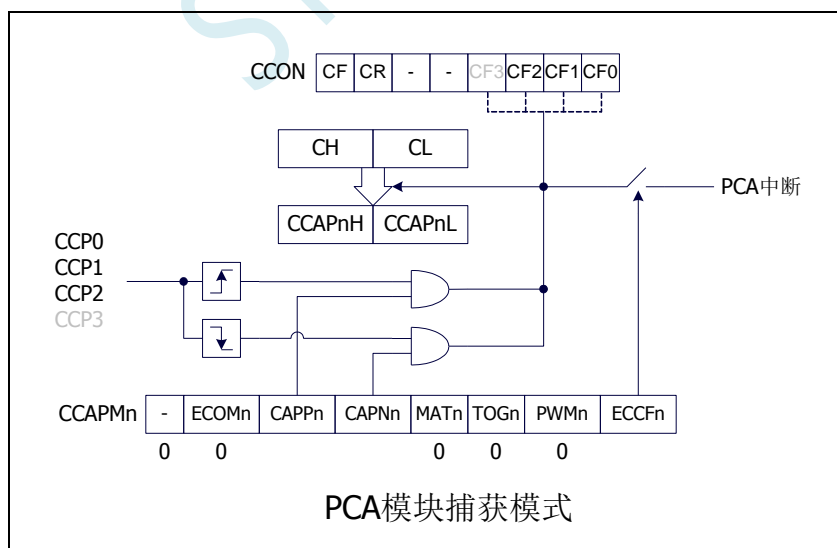 CCON CF CR - - CF3 CF2 CF1 CF0
CH CL
PCA中断
CCAPnH CCAPnL
CCP0
CCP1
CCP2
CCP3
CCAPMn - ECOMn CAPPn CAPNn MATn TOGn PWMn ECCFn
0 0 0 0 0
PCA模块捕获模式